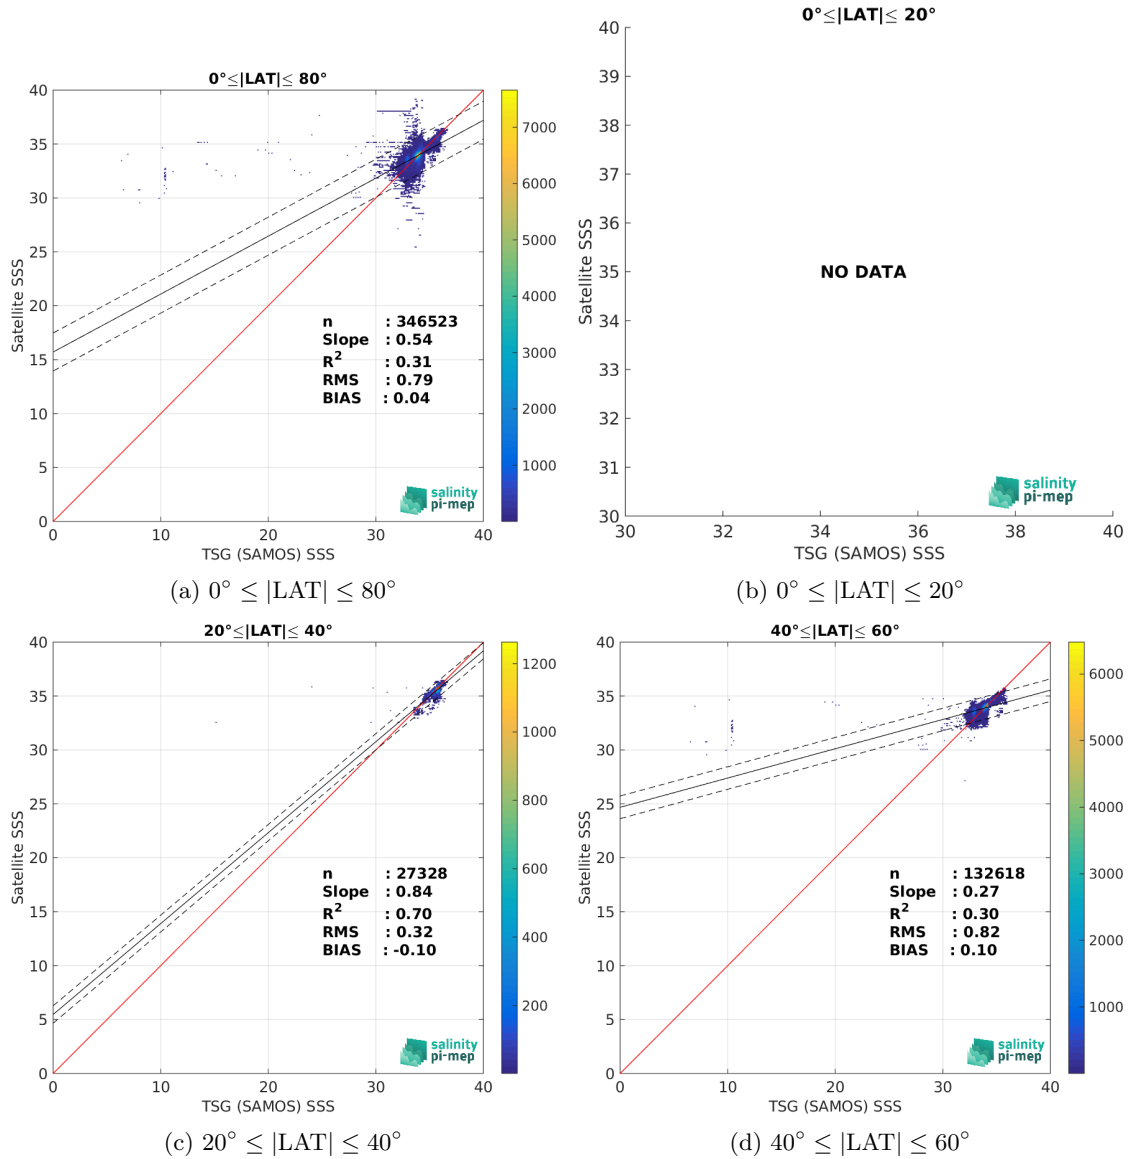 0°≤|LAT|≤ 80°
40
35
30
25
20
15
10
5
0
Satellite SSS
n : 346523
Slope : 0.54
R² : 0.31
RMS : 0.79
BIAS : 0.04
salinity
pi-mep
0 10 20 30 40
TSG (SAMOS) SSS
7000
6000
5000
4000
3000
2000
1000
(a) 0° ≤ |LAT| ≤ 80°
0°≤|LAT|≤ 20°
40
39
38
37
36
35
34
33
32
31
30
Satellite SSS
NO DATA
salinity
pi-mep
30 32 34 36 38 40
TSG (SAMOS) SSS
(b) 0° ≤ |LAT| ≤ 20°
20°≤|LAT|≤ 40°
40
35
30
25
20
15
10
5
0
Satellite SSS
n : 27328
Slope : 0.84
R² : 0.70
RMS : 0.32
BIAS : -0.10
salinity
pi-mep
0 10 20 30 40
TSG (SAMOS) SSS
1200
1000
800
600
400
200
(c) 20° ≤ |LAT| ≤ 40°
40°≤|LAT|≤ 60°
40
35
30
25
20
15
10
5
0
Satellite SSS
n : 132618
Slope : 0.27
R² : 0.30
RMS : 0.82
BIAS : 0.10
salinity
pi-mep
0 10 20 30 40
TSG (SAMOS) SSS
6000
5000
4000
3000
2000
1000
(d) 40° ≤ |LAT| ≤ 60°